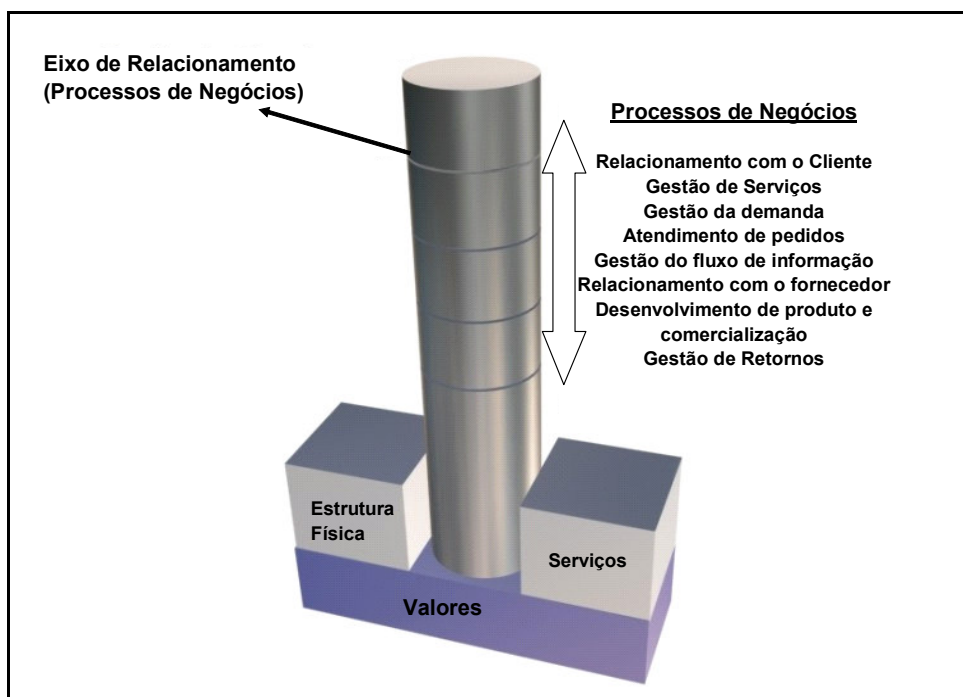 Eixo de Relacionamento
(Processos de Negócios)
Processos de Negócios
Relacionamento com o Cliente
Gestão de Serviços
Gestão da demanda
Atendimento de pedidos
Gestão do fluxo de informação
Relacionamento com o fornecedor
Desenvolvimento de produto e
comercialização
Gestão de Retornos
Estrutura
Física
Serviços
Valores